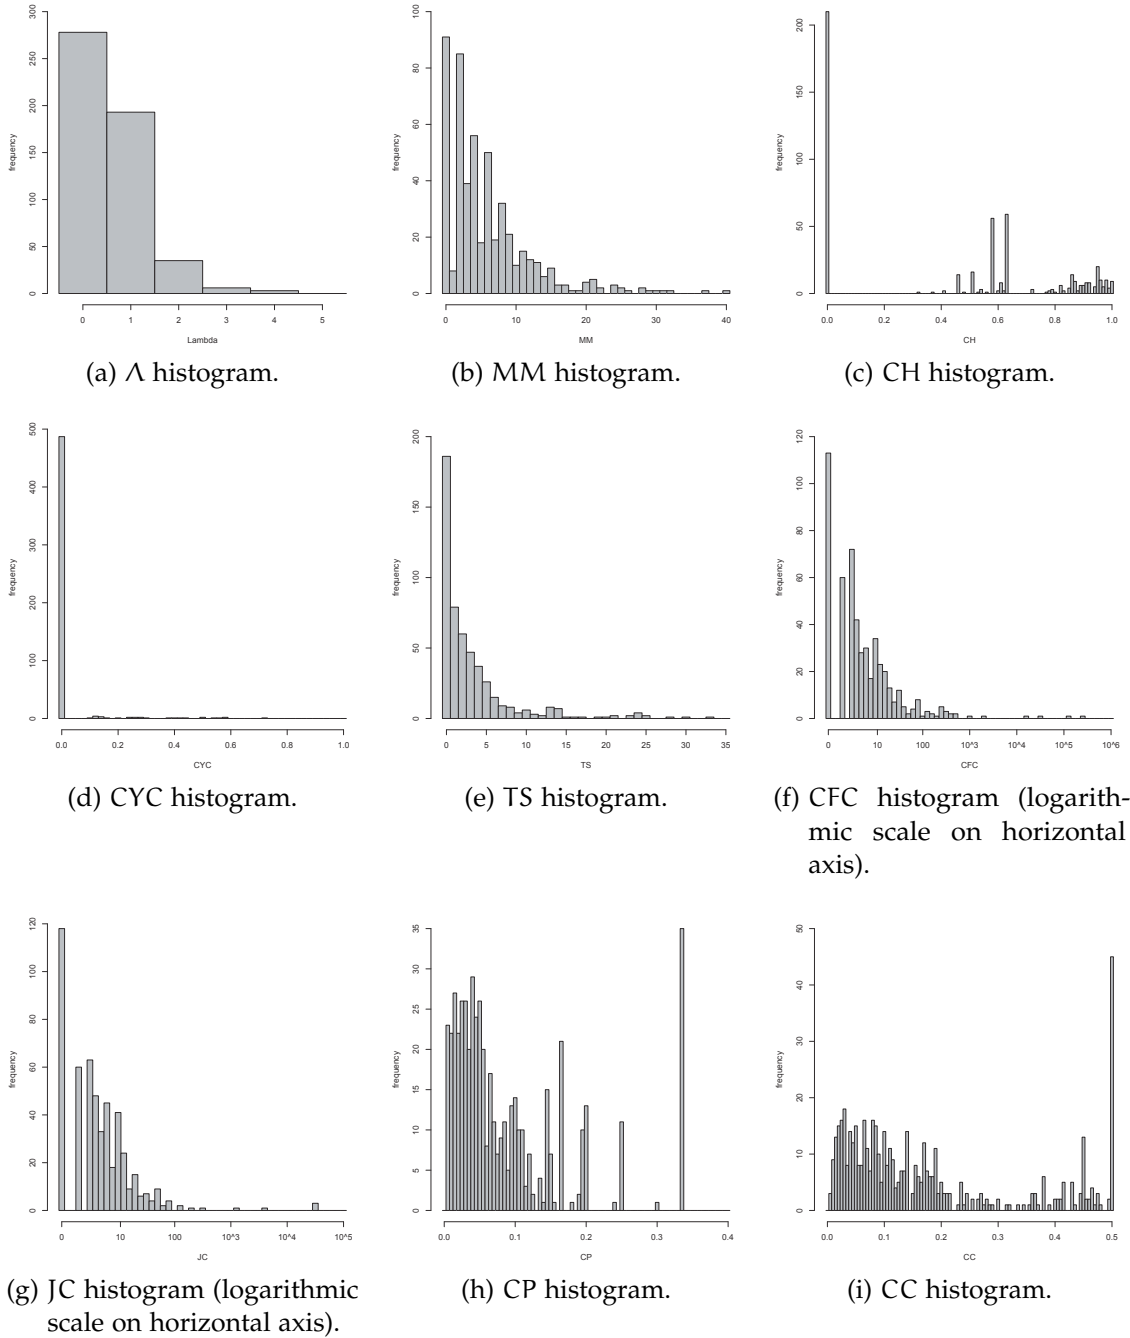 frequency
0 50 100 150 200 250 300
0 1 2 3 4 5
Lambda
(a) Λ histogram.
frequency
0 20 40 60 80 100
0 10 20 30 40
MM
(b) MM histogram.
frequency
0 50 100 150 200
0.0 0.2 0.4 0.6 0.8 1.0
CH
(c) CH histogram.
frequency
0 100 200 300 400 500
0.0 0.2 0.4 0.6 0.8 1.0
CYC
(d) CYC histogram.
frequency
0 50 100 150 200
0 5 10 15 20 25 30 35
TS
(e) TS histogram.
frequency
0 20 40 60 80 100 120
0 10 100 10^3 10^4 10^5 10^6
CFC
(f) CFC histogram (logarith-
mic scale on horizontal
axis).
frequency
0 20 40 60 80 100 120
0 10 100 10^3 10^4 10^5
JC
(g) JC histogram (logarithmic
scale on horizontal axis).
frequency
0 5 10 15 20 25 30 35
0.0 0.1 0.2 0.3 0.4
CP
(h) CP histogram.
frequency
0 10 20 30 40 50
0.0 0.1 0.2 0.3 0.4 0.5
CC
(i) CC histogram.